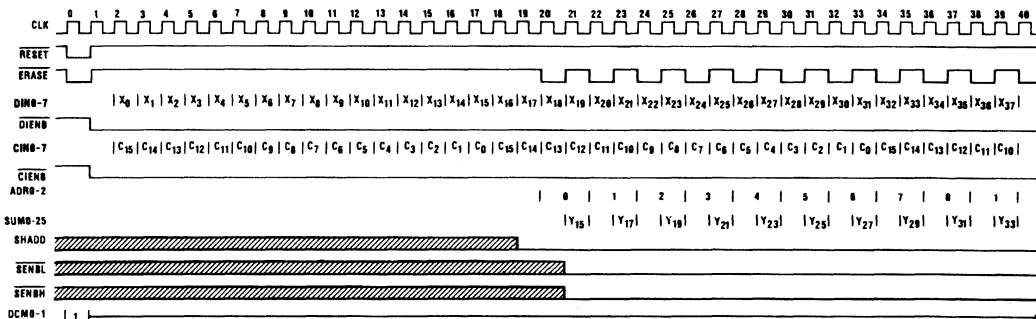 0 1 2 3 4 5 6 7 8 9 10 11 12 13 14 15 16 17 18 19 20 21 22 23 24 25 26 27 28 29 30 31 32 33 34 35 36 37 38 39 40
CLK
RESET
ERASE
DIN0-7 | X0 | X1 | X2 | X3 | X4 | X5 | X6 | X7 | X8 | X9 | X10 | X11 | X12 | X13 | X14 | X15 | X16 | X17 | X18 | X19 | X20 | X21 | X22 | X23 | X24 | X25 | X26 | X27 | X28 | X29 | X30 | X31 | X32 | X33 | X34 | X35 | X36 | X37 |
DIENB
CIN0-7 | C15 | C14 | C13 | C12 | C11 | C10 | C9 | C8 | C7 | C6 | C5 | C4 | C3 | C2 | C1 | C0 | C15 | C14 | C13 | C12 | C11 | C10 | C9 | C8 | C7 | C6 | C5 | C4 | C3 | C2 | C1 | C0 | C15 | C14 | C13 | C12 | C11 | C10 |
CIENB
ADR0-2 | 0 | 1 | 2 | 3 | 4 | 5 | 6 | 7 | 0 | 1 |
SUM0-25 | Y15 | | Y17 | | Y19 | | Y21 | | Y23 | | Y25 | | Y27 | | Y29 | | Y31 | | Y33 |
SHADD
SENBL
SENBH
DCM0-1 | 1